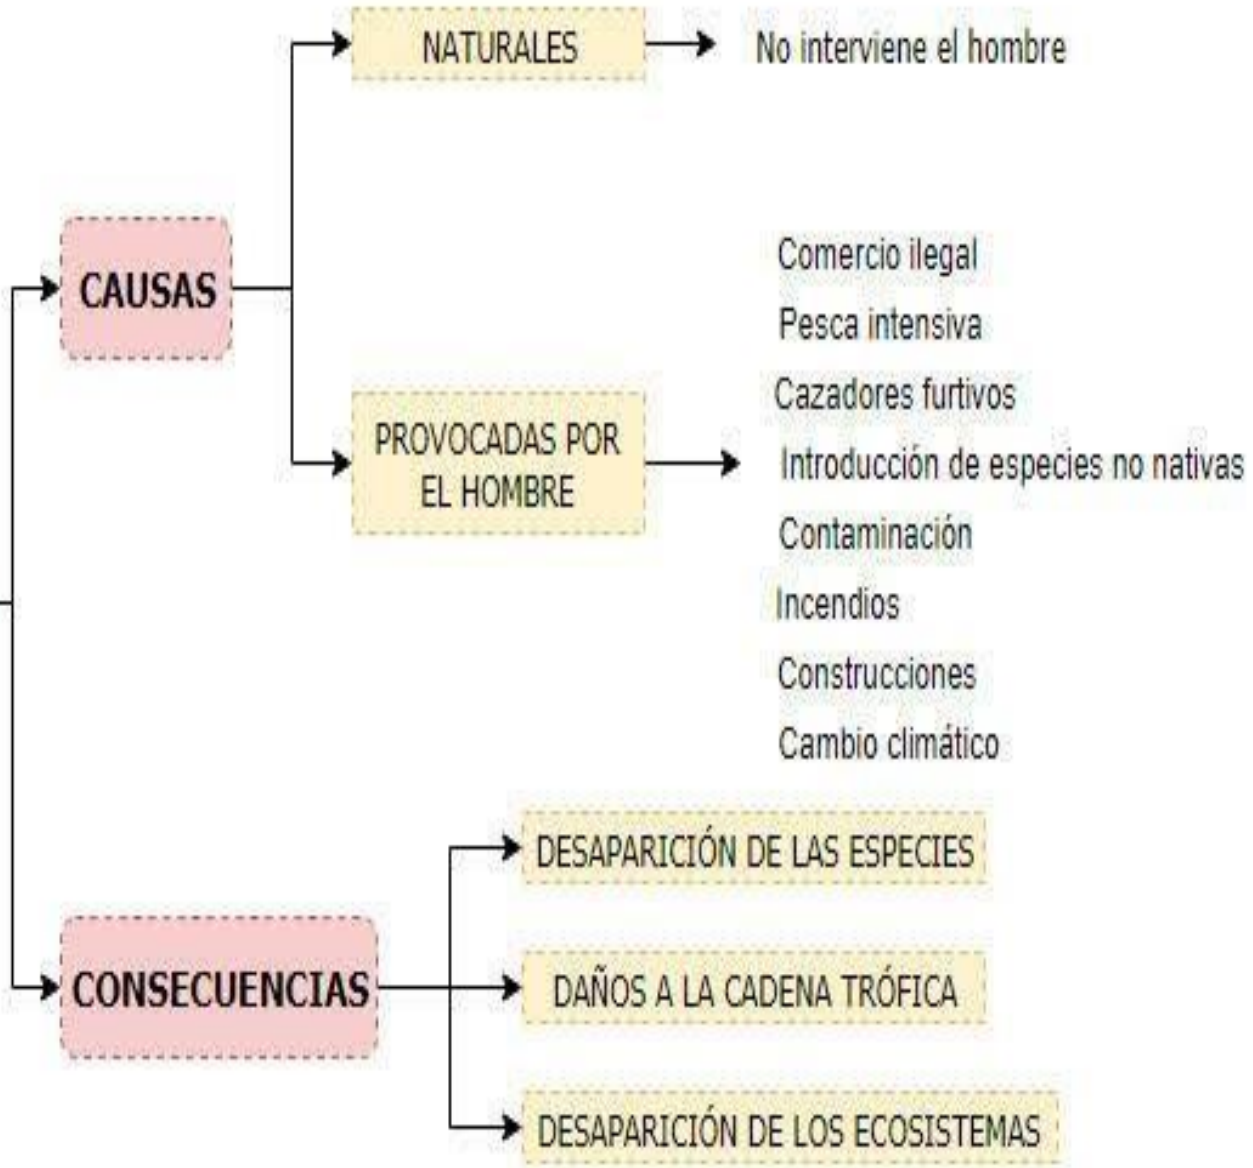 NATURALES
No interviene el hombre
CAUSAS
PROVOCADAS POR
EL HOMBRE
Comercio ilegal
Pesca intensiva
Cazadores furtivos
Introducción de especies no nativas
Contaminación
Incendios
Construcciones
Cambio climático
CONSECUENCIAS
DESAPARICIÓN DE LAS ESPECIES
DAÑOS A LA CADENA TRÓFICA
DESAPARICIÓN DE LOS ECOSISTEMAS